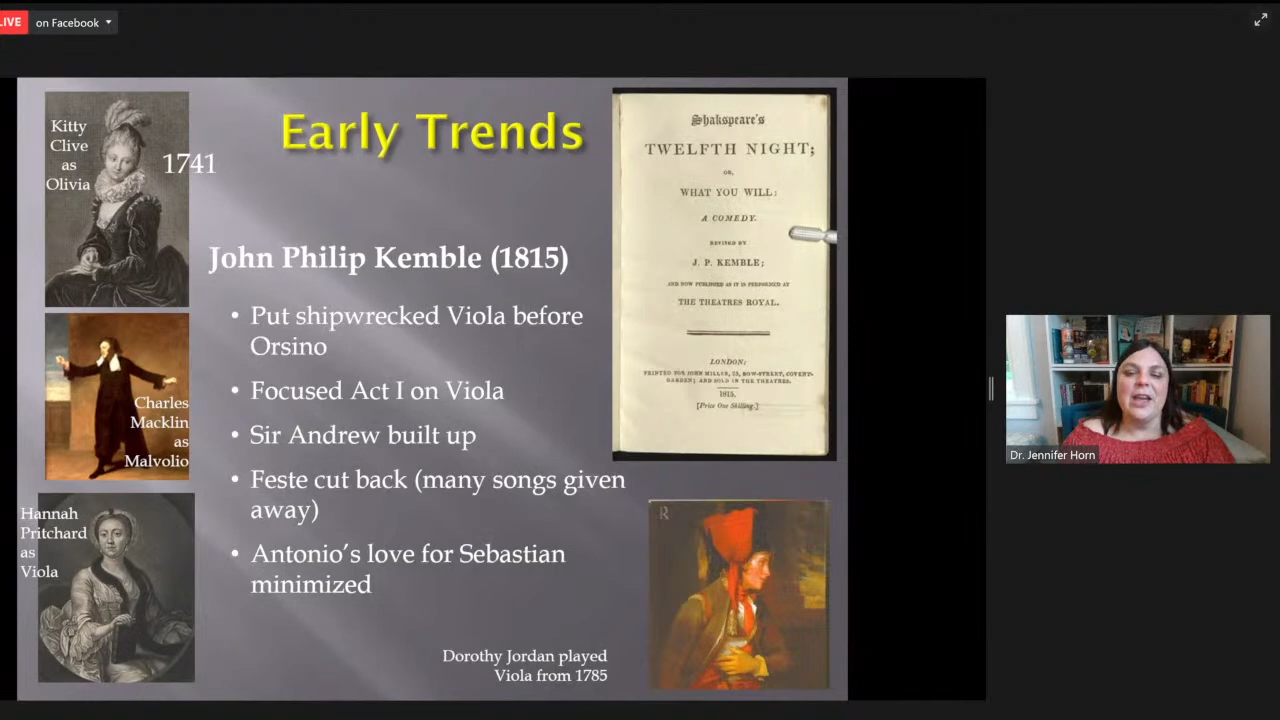 LIVE
on Facebook
Kitty
Clive
as
Olivia
1741
Early Trends
John Philip Kemble (1815)
• Put shipwrecked Viola before
Orsino
• Focused Act I on Viola
• Sir Andrew built up
• Feste cut back (many songs given
away)
• Antonio's love for Sebastian
minimized
Charles
Macklin
as
Malvolio
Hannah
Pritchard
as
Viola
Dorothy Jordan played
Viola from 1785
Shakspeare's
TWELFTH NIGHT;
OR,
WHAT YOU WILL:
A COMEDY.
REVISED BY
J. P. KEMBLE;
AND NOW PUBLISHED AS IT IS PERFORMED AT
THE THEATRES ROYAL.
LONDON:
PRINTED FOR JOHN MILLER, 25, BOW-STREET, COVENT-
GARDEN; AND SOLD IN THE THEATRES.
1815.
[Price One Shilling.]
R
Dr. Jennifer Horn